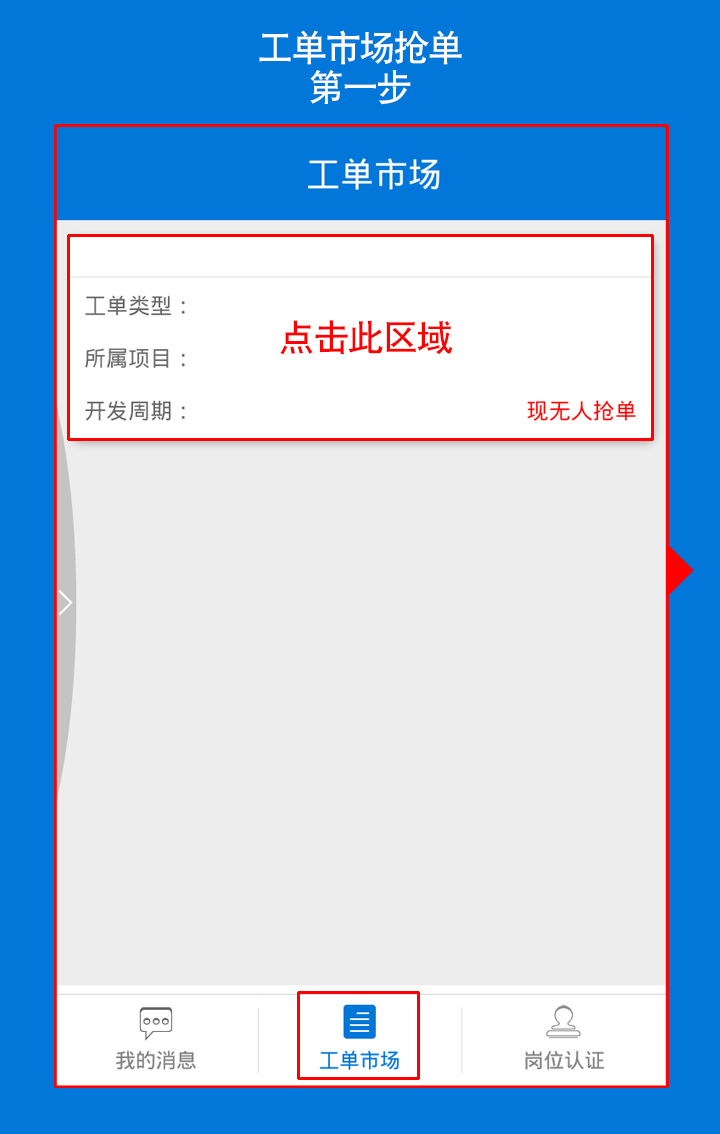 工单市场抢单
第一步
工单市场
工单类型：
点击此区域
所属项目：
开发周期：
现无人抢单
我的消息
工单市场
岗位认证